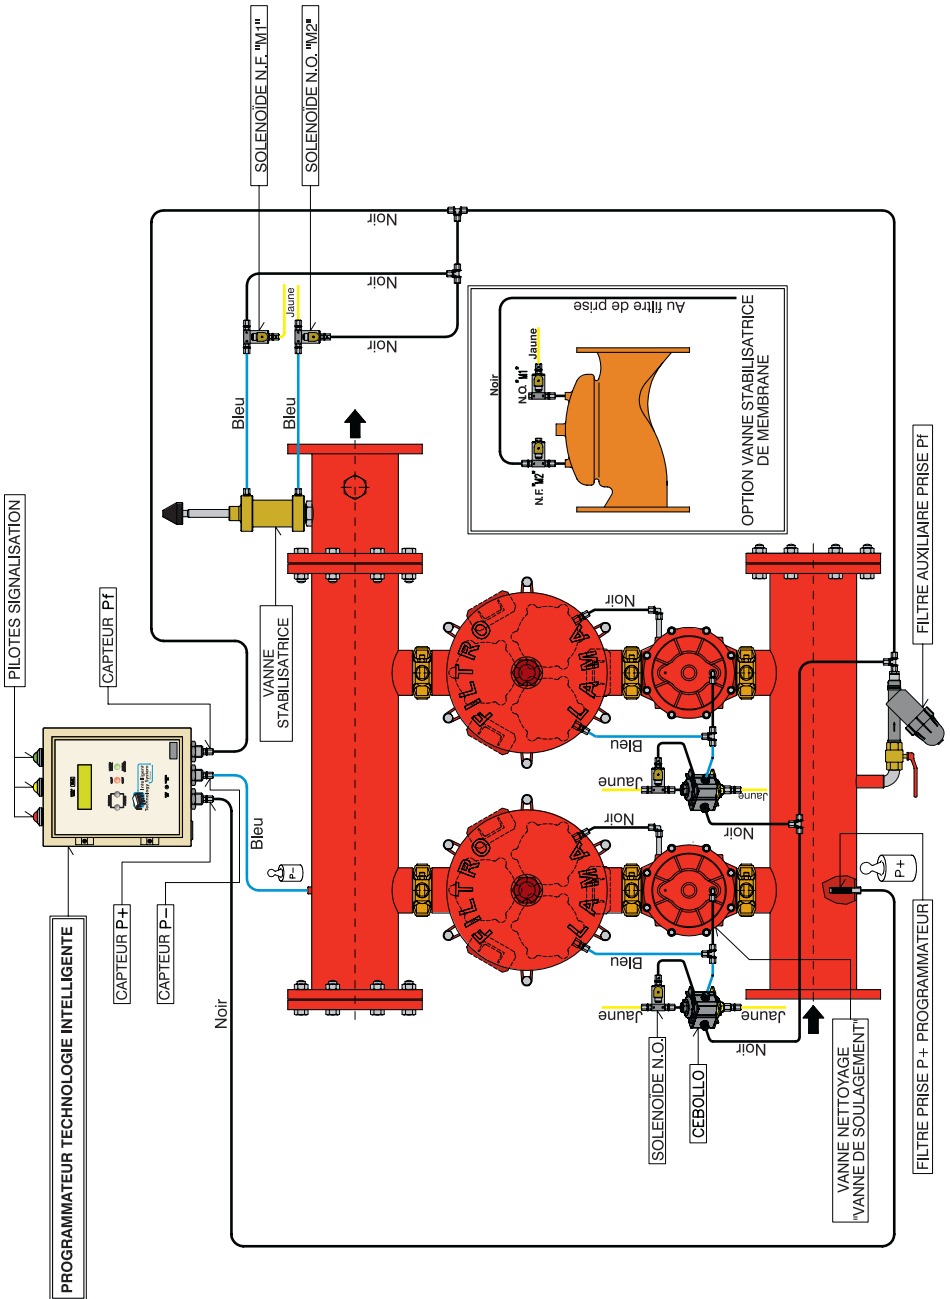 PROGRAMMATEUR TECHNOLOGIE INTELLIGENTE
PILOTES SIGNALISATION
CAPTEUR P+
CAPTEUR P–
CAPTEUR Pf
Intelligent
Technology System
Noir
Bleu
P–
VANNE
STABILISATRICE
SOLENOÏDE N.F. "M1"
SOLENOÏDE N.O. "M2"
Bleu
Bleu
Jaune
Noir
Noir
Noir
FILTRO
LAMA
FILTRO
LAMA
Bleu
Noir
Bleu
Noir
Jaune
Jaune
Noir
Jaune
Jaune
Noir
SOLENOÏDE N.O.
CEBOLLO
VANNE NETTOYAGE
"VANNE DE SOULAGEMENT"
FILTRE PRISE P+ PROGRAMMATEUR
P+
FILTRE AUXILIAIRE PRISE Pf
Noir
N.F. "M2"
N.O. "M1"
Jaune
Au filtre de prise
OPTION VANNE STABILISATRICE
DE MEMBRANE